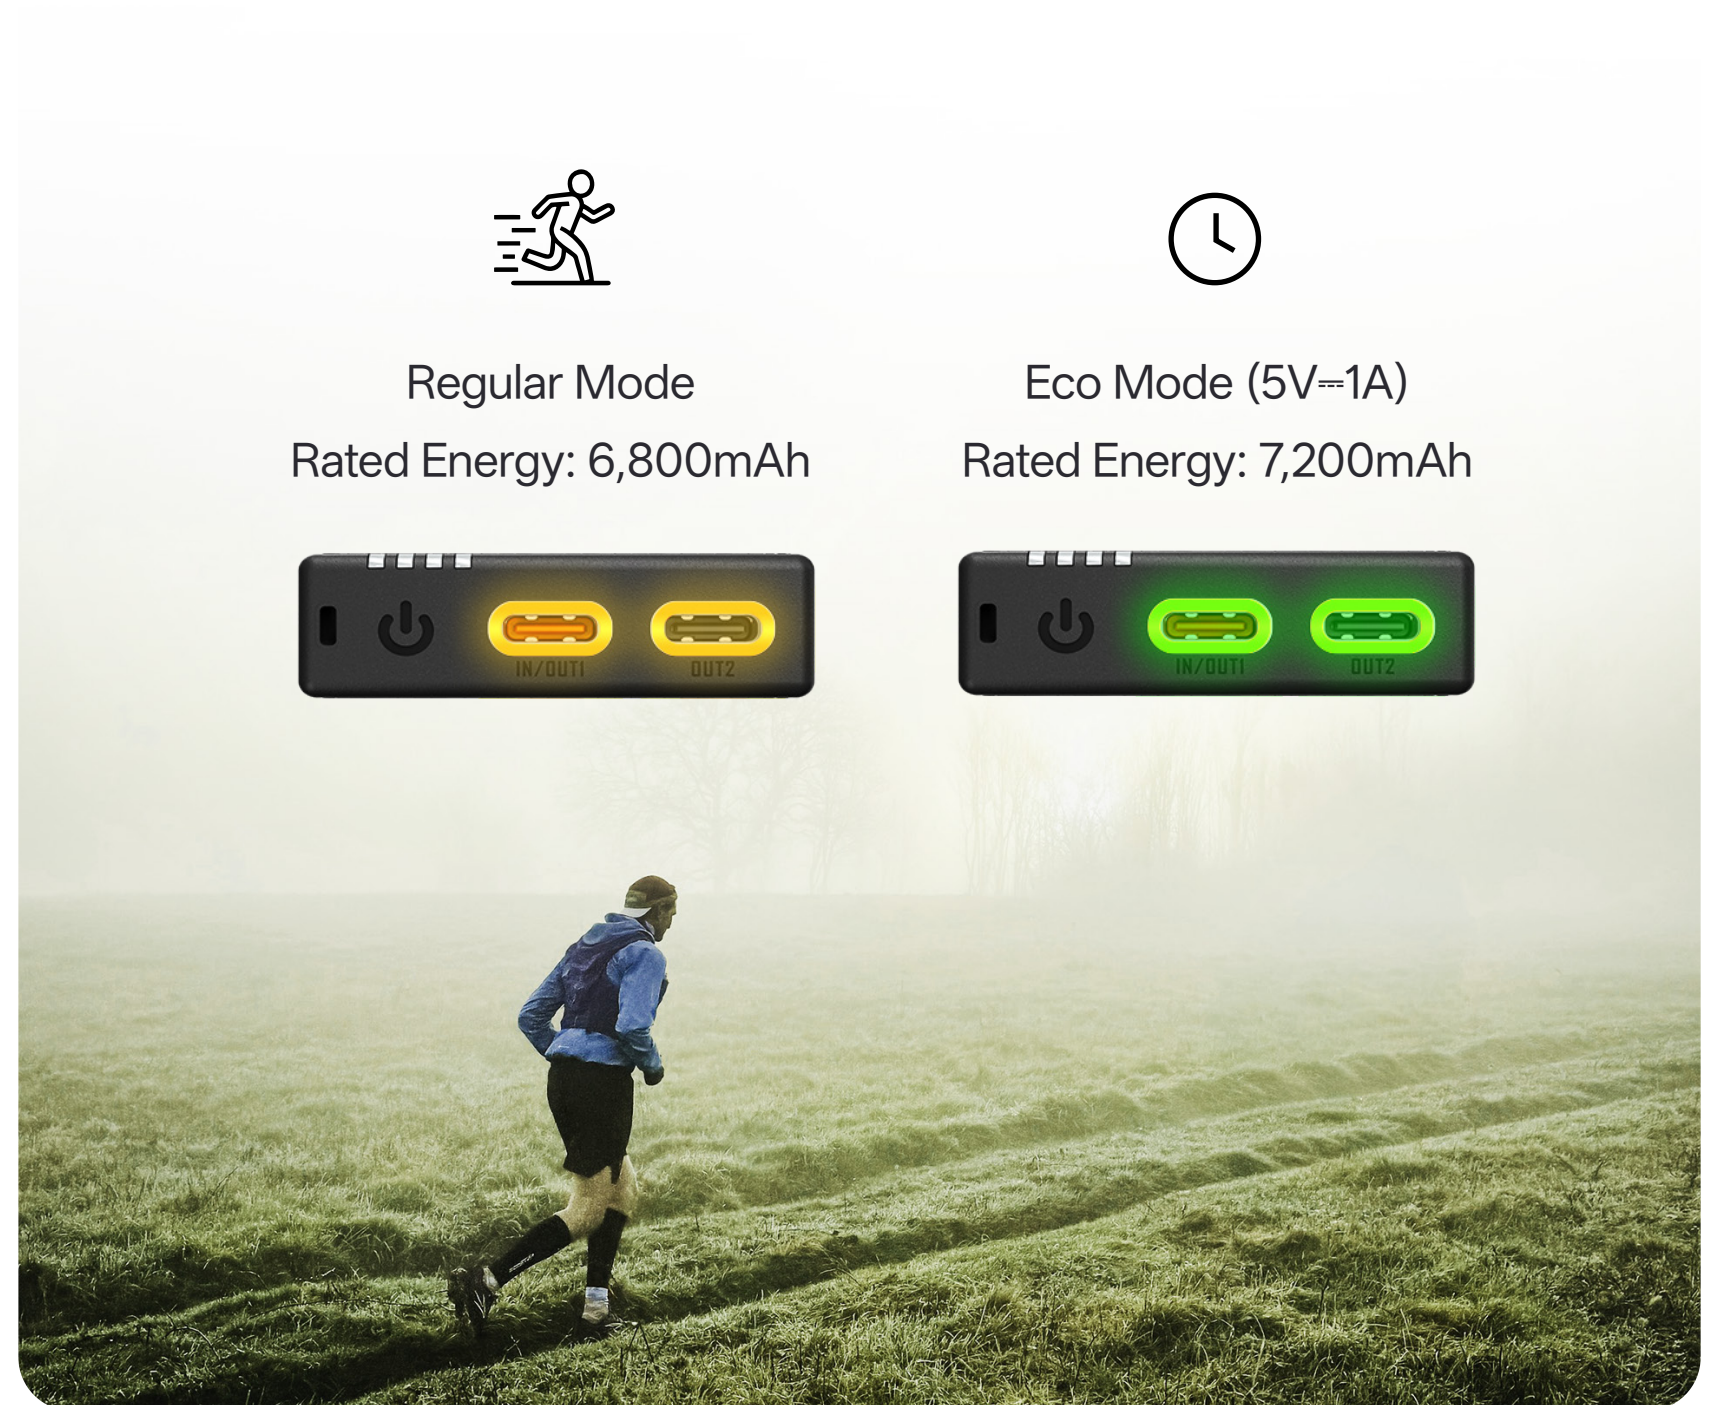 Regular Mode
Rated Energy: 6,800mAh
IN/OUT1
OUT2
Eco Mode (5V⎓1A)
Rated Energy: 7,200mAh
IN/OUT1
OUT2